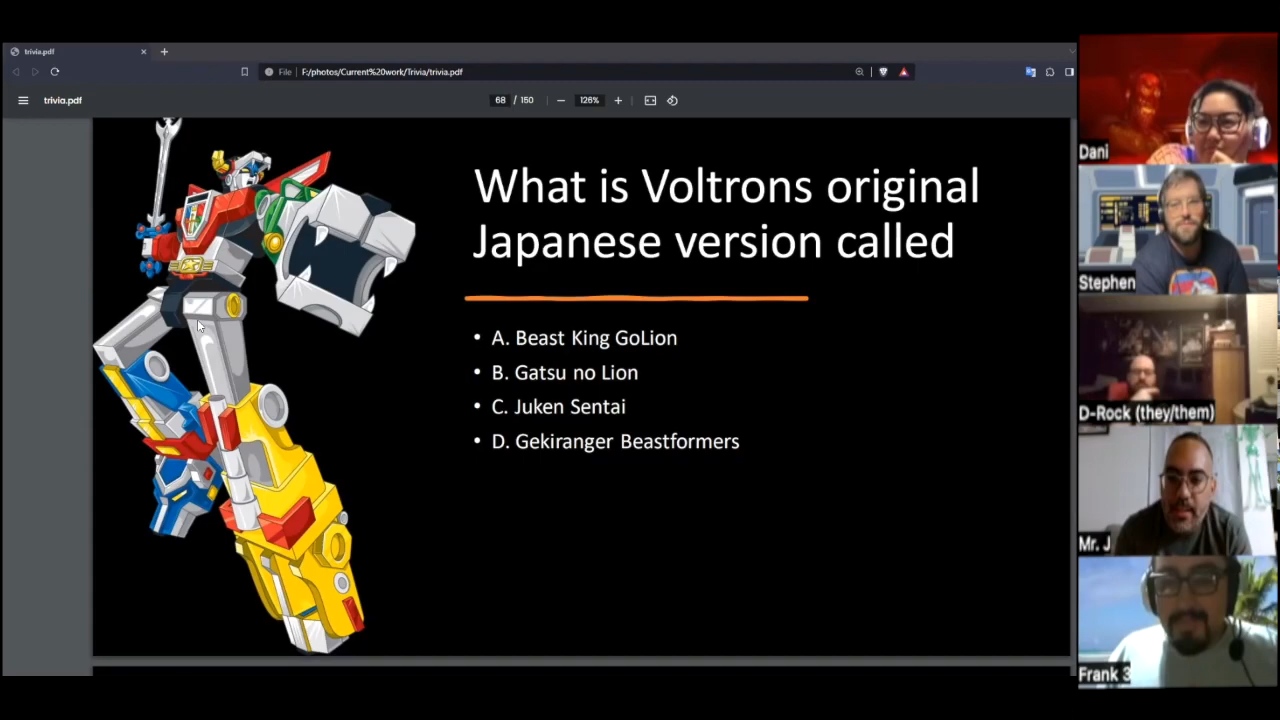 trivia.pdf
File F:/photos/Current%20work/Trivia/trivia.pdf
trivia.pdf
68 / 150
126%
What is Voltrons original
Japanese version called
• A. Beast King GoLion
• B. Gatsu no Lion
• C. Juken Sentai
• D. Gekiranger Beastformers
Dani
Stephen
D-Rock (they/them)
Mr. J
Frank 3